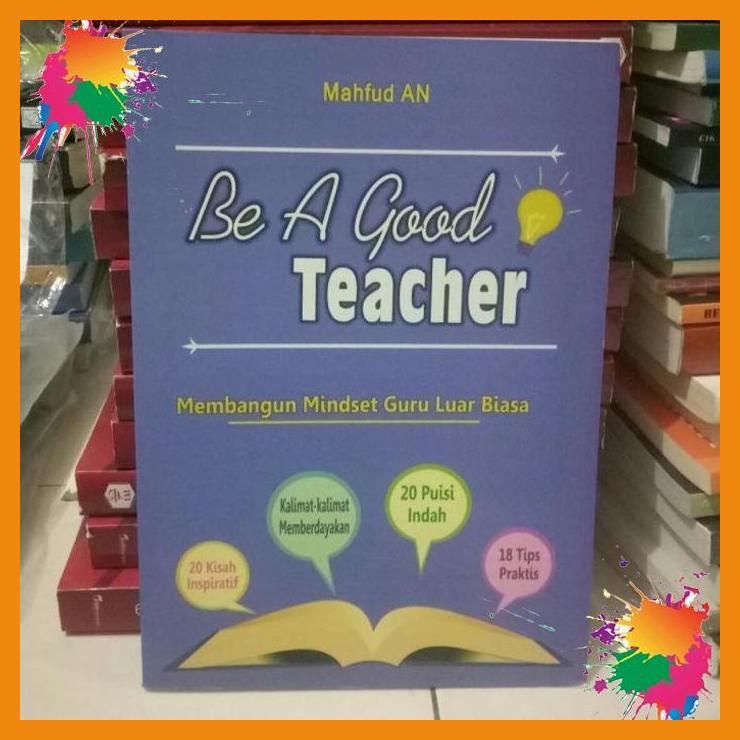 Mahfud AN
Be A Good
Teacher
Membangun Mindset Guru Luar Biasa
Kalimat-kalimat
Memberdayakan
20 Puisi
Indah
20 Kisah
Inspiratif
18 Tips
Praktis